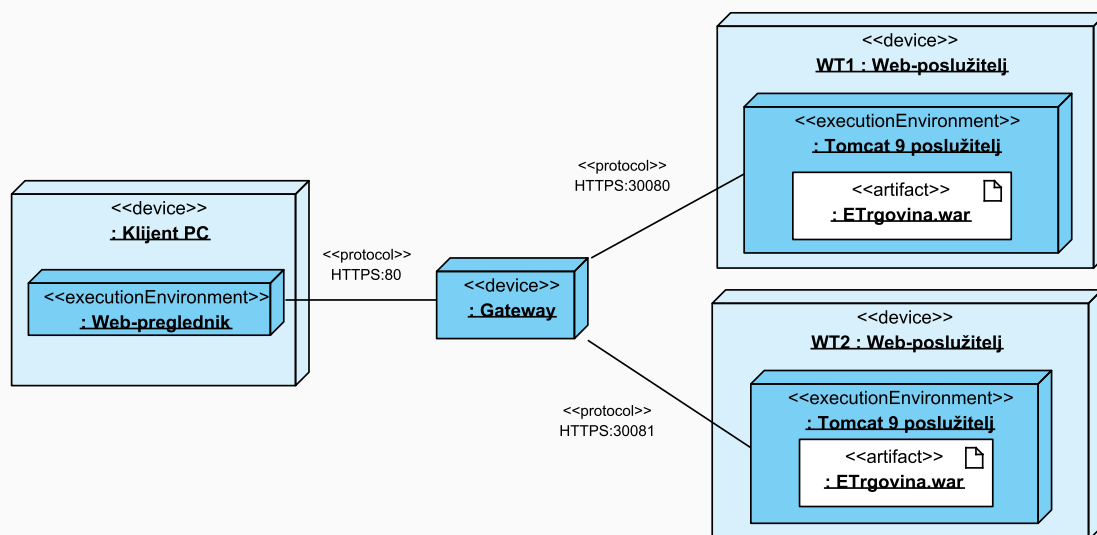 <<device>>
: Klijent PC
<<executionEnvironment>>
: Web-preglednik
<<protocol>>
HTTPS:80
<<device>>
: Gateway
<<protocol>>
HTTPS:30080
<<protocol>>
HTTPS:30081
<<device>>
WT1 : Web-poslužitelj
<<executionEnvironment>>
: Tomcat 9 poslužitelj
<<artifact>>
: ETrgovina.war
<<device>>
WT2 : Web-poslužitelj
<<executionEnvironment>>
: Tomcat 9 poslužitelj
<<artifact>>
: ETrgovina.war